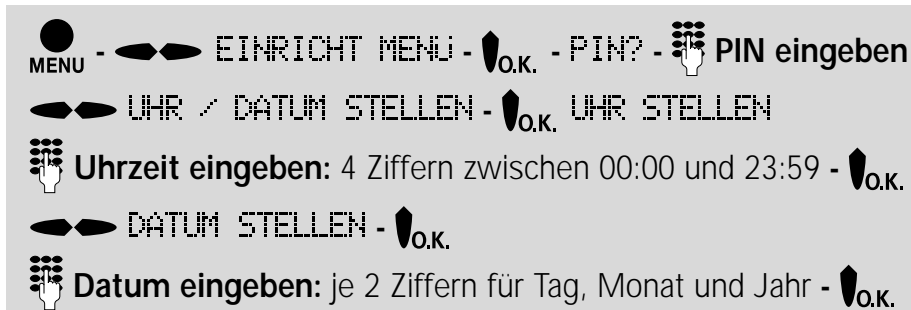 MENU - EINRICHT MENÜ - O.K. - PIN? - PIN eingeben
UHR / DATUM STELLEN - O.K. UHR STELLEN
Uhrzeit eingeben: 4 Ziffern zwischen 00:00 und 23:59 - O.K.
DATUM STELLEN - O.K.
Datum eingeben: je 2 Ziffern für Tag, Monat und Jahr - O.K.